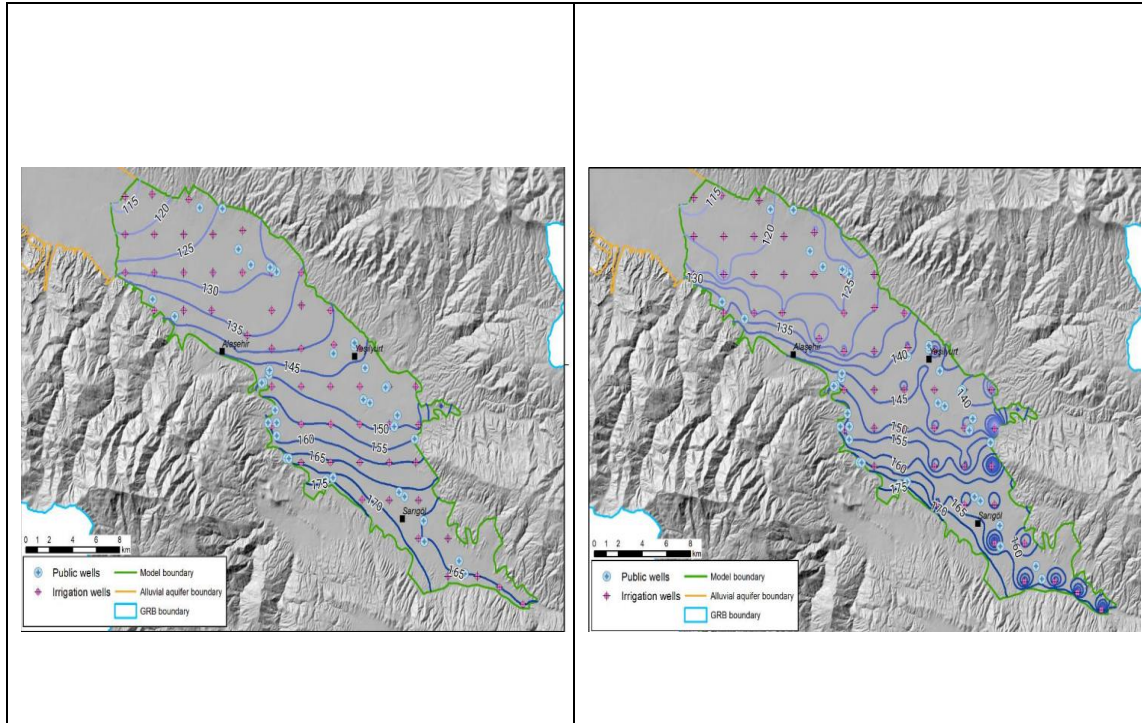 115
120
125
130
135
Alaşehir
Yeşilyurt
145
150
155
160
165
175
170
Sarıgöl
165
0 1 2 4 6 8
km
Public wells
Model boundary
Irrigation wells
Alluvial aquifer boundary
GRB boundary
115
120
125
130
135
Alaşehir
140
Yeşilyurt
145
140
150
155
160
175
170
165
Sarıgöl
160
0 1 2 4 6 8
km
Public wells
Model boundary
Irrigation wells
Alluvial aquifer boundary
GRB boundary